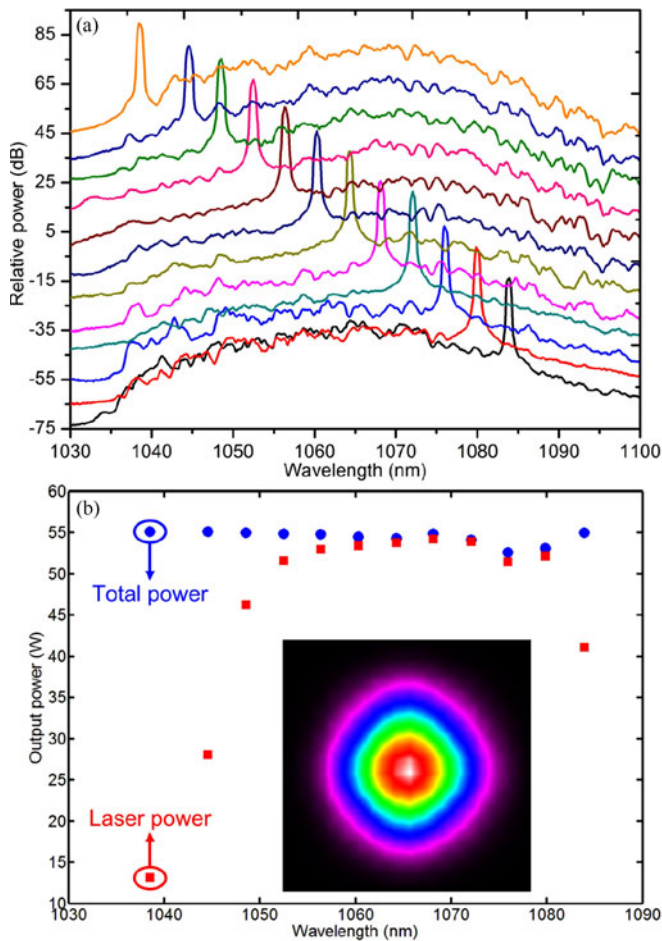 (a)
Relative power (dB)
85
65
45
25
5
-15
-35
-55
-75
1030 1040 1050 1060 1070 1080 1090 1100
Wavelength (nm)
(b)
Output power (W)
60
55
50
45
40
35
30
25
20
15
10
Total power
Laser power
1030 1040 1050 1060 1070 1080 1090
Wavelength (nm)